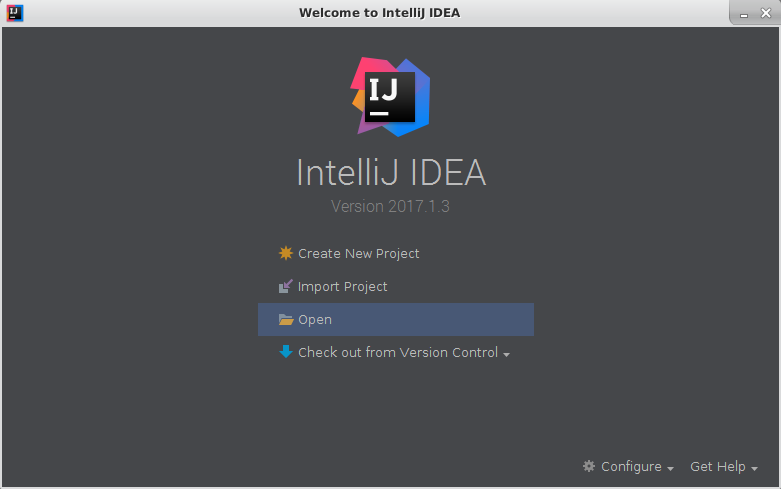 Welcome to IntelliJ IDEA
IJ
IntelliJ IDEA
Version 2017.1.3
Create New Project
Import Project
Open
Check out from Version Control
Configure Get Help